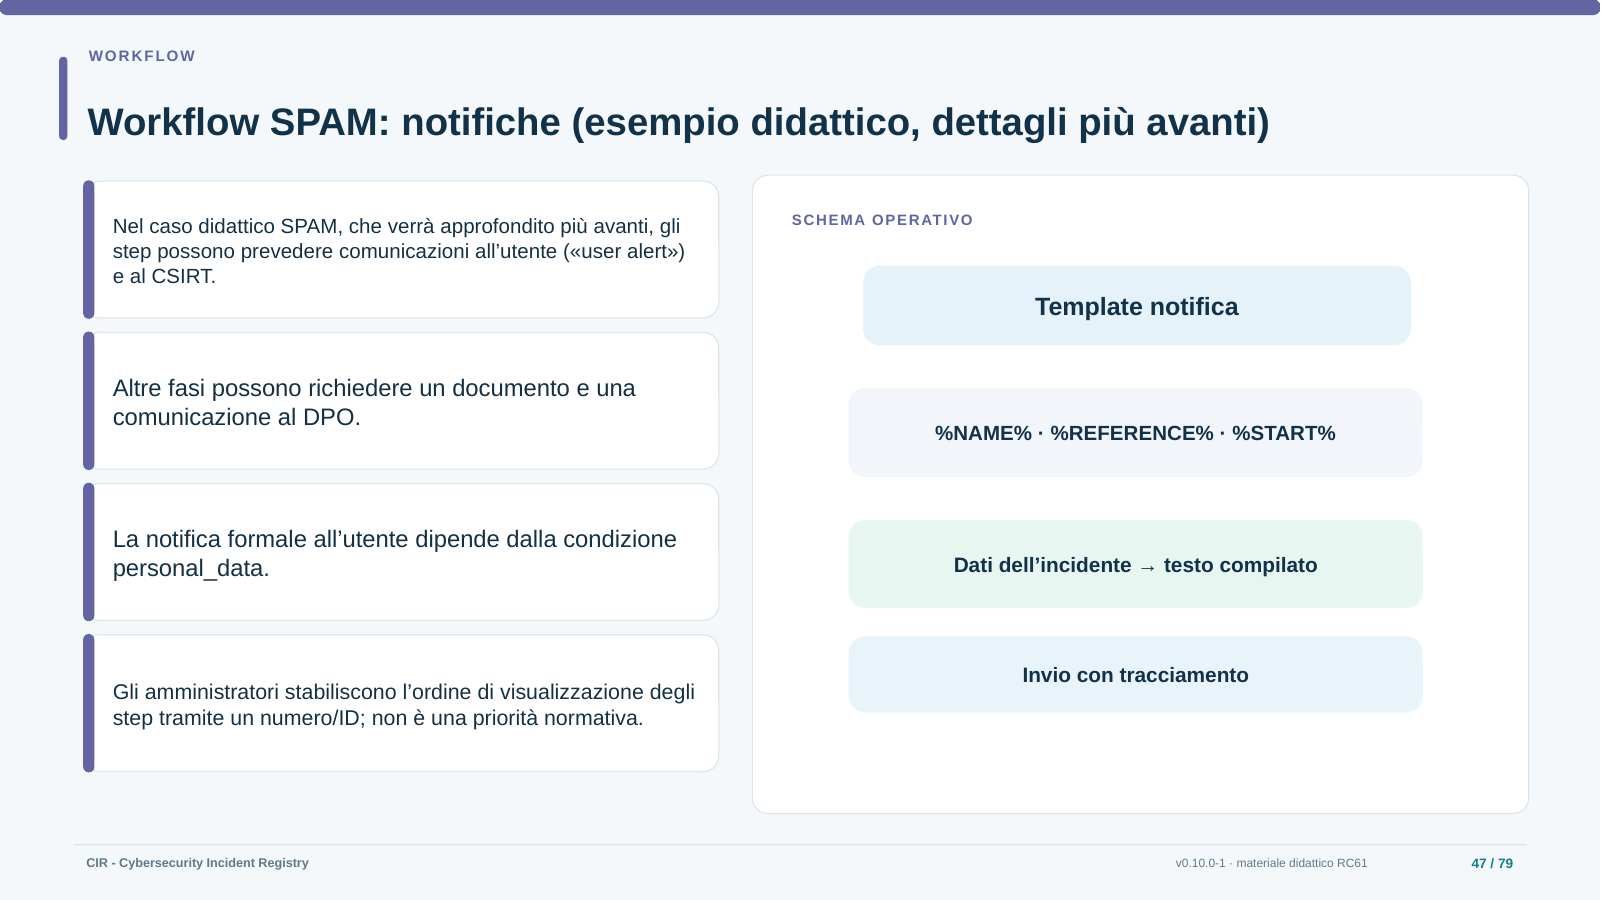 WORKFLOW
Workflow SPAM: notifiche (esempio didattico, dettagli più avanti)
Nel caso didattico SPAM, che verrà approfondito più avanti, gli
step possono prevedere comunicazioni all’utente («user alert»)
e al CSIRT.
Altre fasi possono richiedere un documento e una
comunicazione al DPO.
La notifica formale all’utente dipende dalla condizione
personal_data.
Gli amministratori stabiliscono l’ordine di visualizzazione degli
step tramite un numero/ID; non è una priorità normativa.
SCHEMA OPERATIVO
Template notifica
%NAME% · %REFERENCE% · %START%
Dati dell’incidente → testo compilato
Invio con tracciamento
CIR - Cybersecurity Incident Registry
v0.10.0-1 · materiale didattico RC61
47 / 79